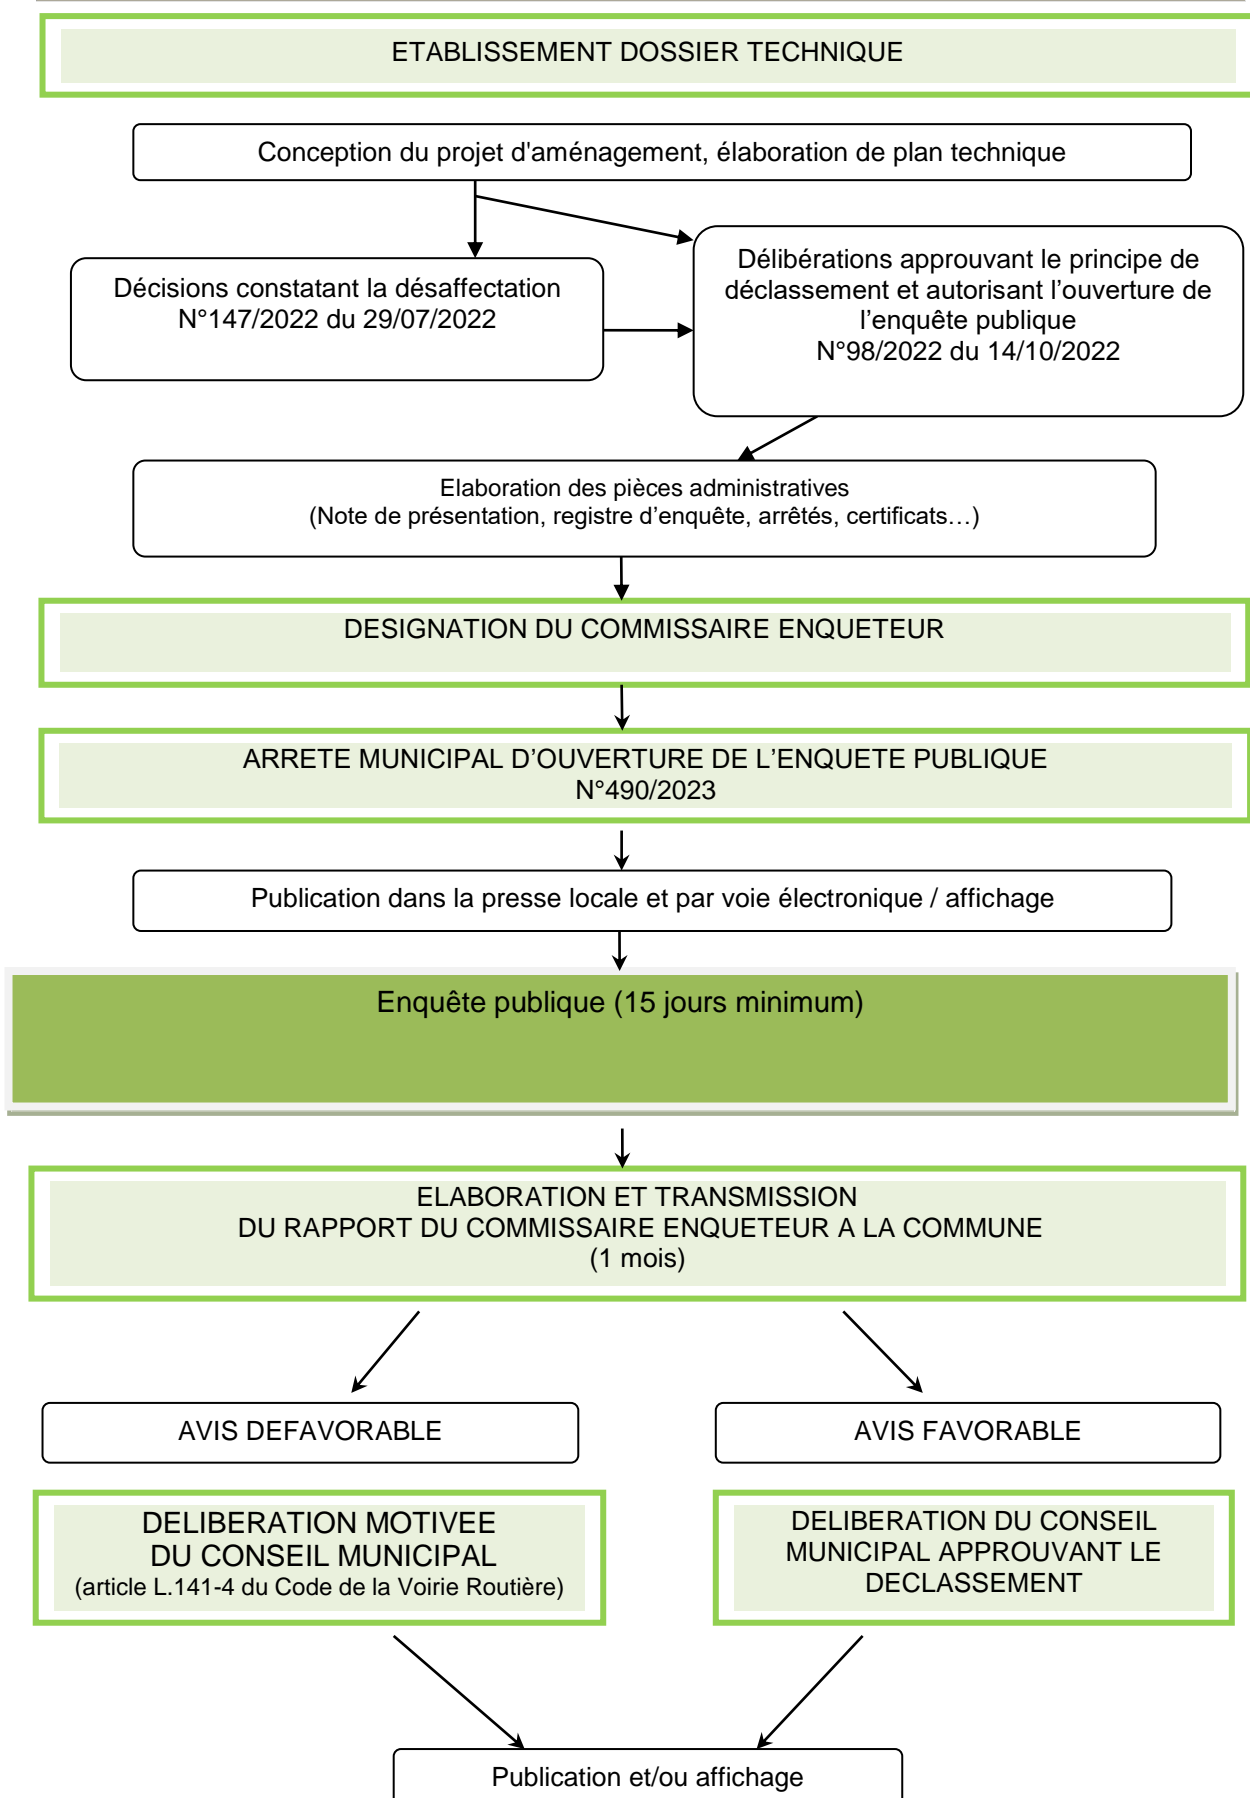 ETABLISSEMENT DOSSIER TECHNIQUE
Conception du projet d'aménagement, élaboration de plan technique
Décisions constatant la désaffectation
N°147/2022 du 29/07/2022
Délibérations approuvant le principe de
déclassement et autorisant l’ouverture de
l’enquête publique
N°98/2022 du 14/10/2022
Elaboration des pièces administratives
(Note de présentation, registre d’enquête, arrêtés, certificats…)
DESIGNATION DU COMMISSAIRE ENQUETEUR
ARRETE MUNICIPAL D’OUVERTURE DE L’ENQUETE PUBLIQUE
N°490/2023
Publication dans la presse locale et par voie électronique / affichage
Enquête publique (15 jours minimum)
ELABORATION ET TRANSMISSION
DU RAPPORT DU COMMISSAIRE ENQUETEUR A LA COMMUNE
(1 mois)
AVIS DEFAVORABLE
AVIS FAVORABLE
DELIBERATION MOTIVEE
DU CONSEIL MUNICIPAL
(article L.141-4 du Code de la Voirie Routière)
DELIBERATION DU CONSEIL
MUNICIPAL APPROUVANT LE
DECLASSEMENT
Publication et/ou affichage